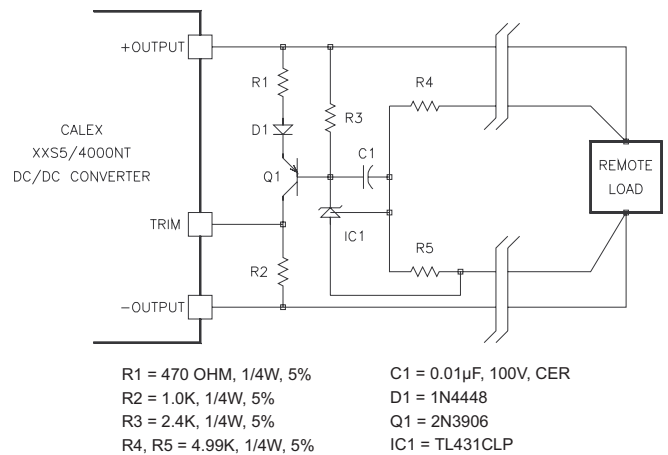 +OUTPUT
R1
R4
D1
R3
CALEX
XXS5/4000NT
DC/DC CONVERTER
C1
REMOTE
LOAD
Q1
TRIM
IC1
R2
R5
-OUTPUT
R1 = 470 OHM, 1/4W, 5%
R2 = 1.0K, 1/4W, 5%
R3 = 2.4K, 1/4W, 5%
R4, R5 = 4.99K, 1/4W, 5%
C1 = 0.01µF, 100V, CER
D1 = 1N4448
Q1 = 2N3906
IC1 = TL431CLP